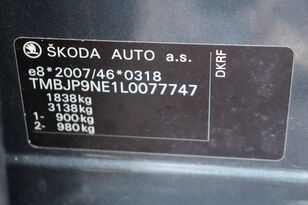 ŠKODA AUTO a.s.
e8*2007/46*0318
TMBJP9NE1L0077747
1838kg
3138kg
1- 900kg
2- 980kg
DKRF